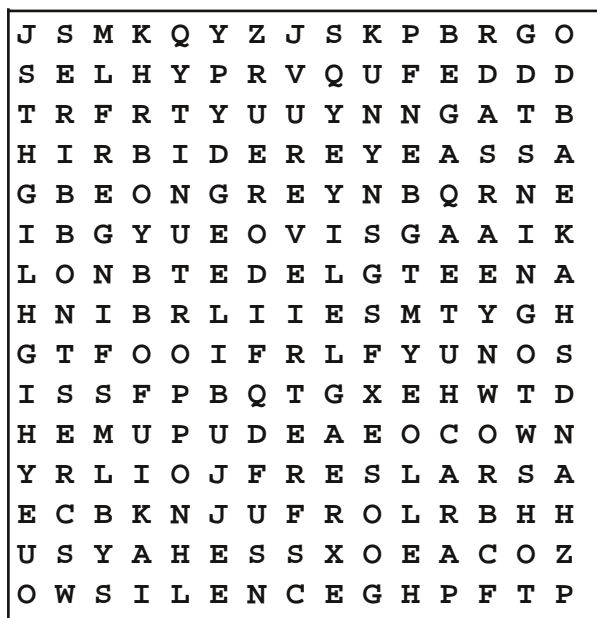 J S M K Q Y Z J S K P B R G O
S E L H Y P R V Q U F E D D D
T R F R T Y U U Y N N G A T B
H I R B I D E R E Y E A S S A
G B E O N G R E Y N B Q R N E
I B G Y U E O V I S G A A I K
L O N B T E D E L G T E E N A
H N I B R L I I E S M T Y G H
G T F O O I F R L F Y U N O S
I S S F P B Q T G X E H W T D
H E M U P U D E A E O C O W N
Y R L I O J F R E S L A R S A
E C B K N J U F R O L R B H H
U S Y A H E S S X O E A C O Z
O W S I L E N C E G H P F T P